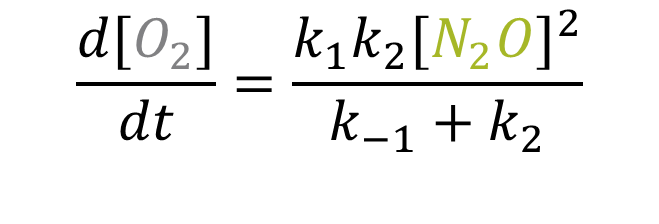 d[O₂]/dt = k₁k₂[N₂O]²/(k₋₁ + k₂)